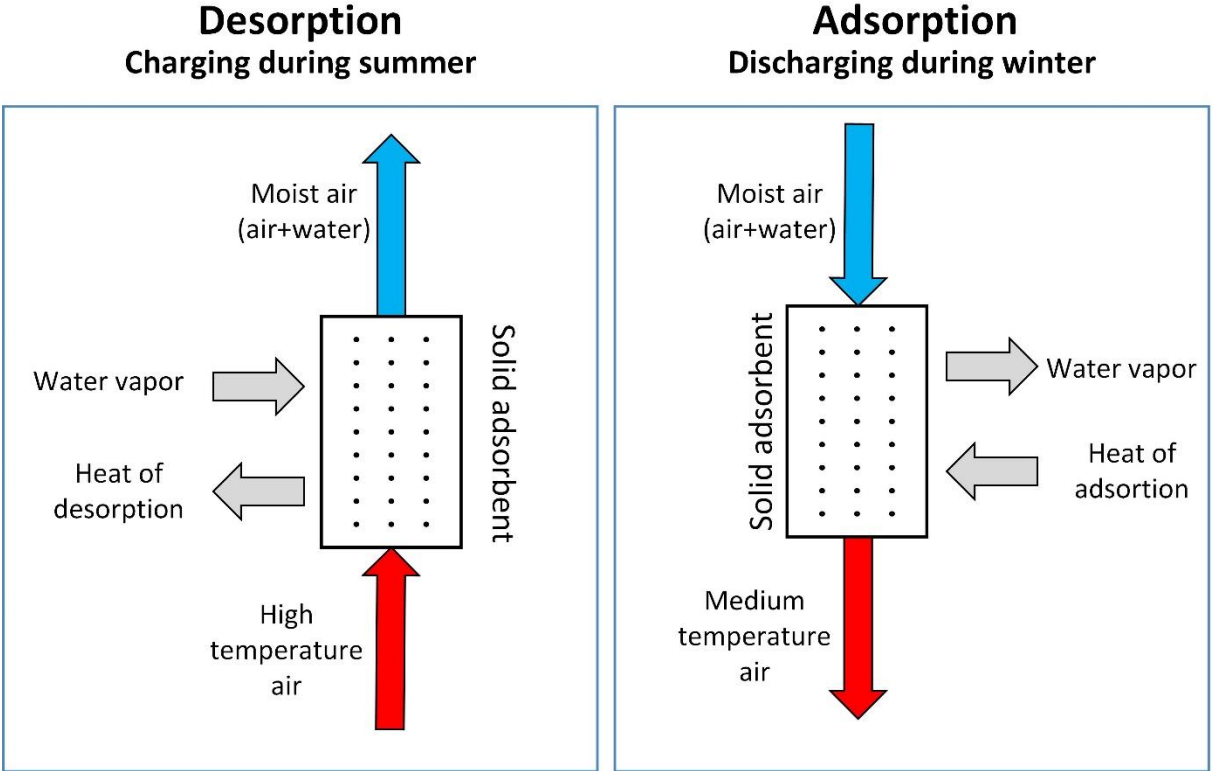 Desorption
Charging during summer
Moist air
(air+water)
Water vapor
Heat of
desorption
Solid adsorbent
High
temperature
air
Adsorption
Discharging during winter
Moist air
(air+water)
Solid adsorbent
Water vapor
Heat of
adsortion
Medium
temperature
air